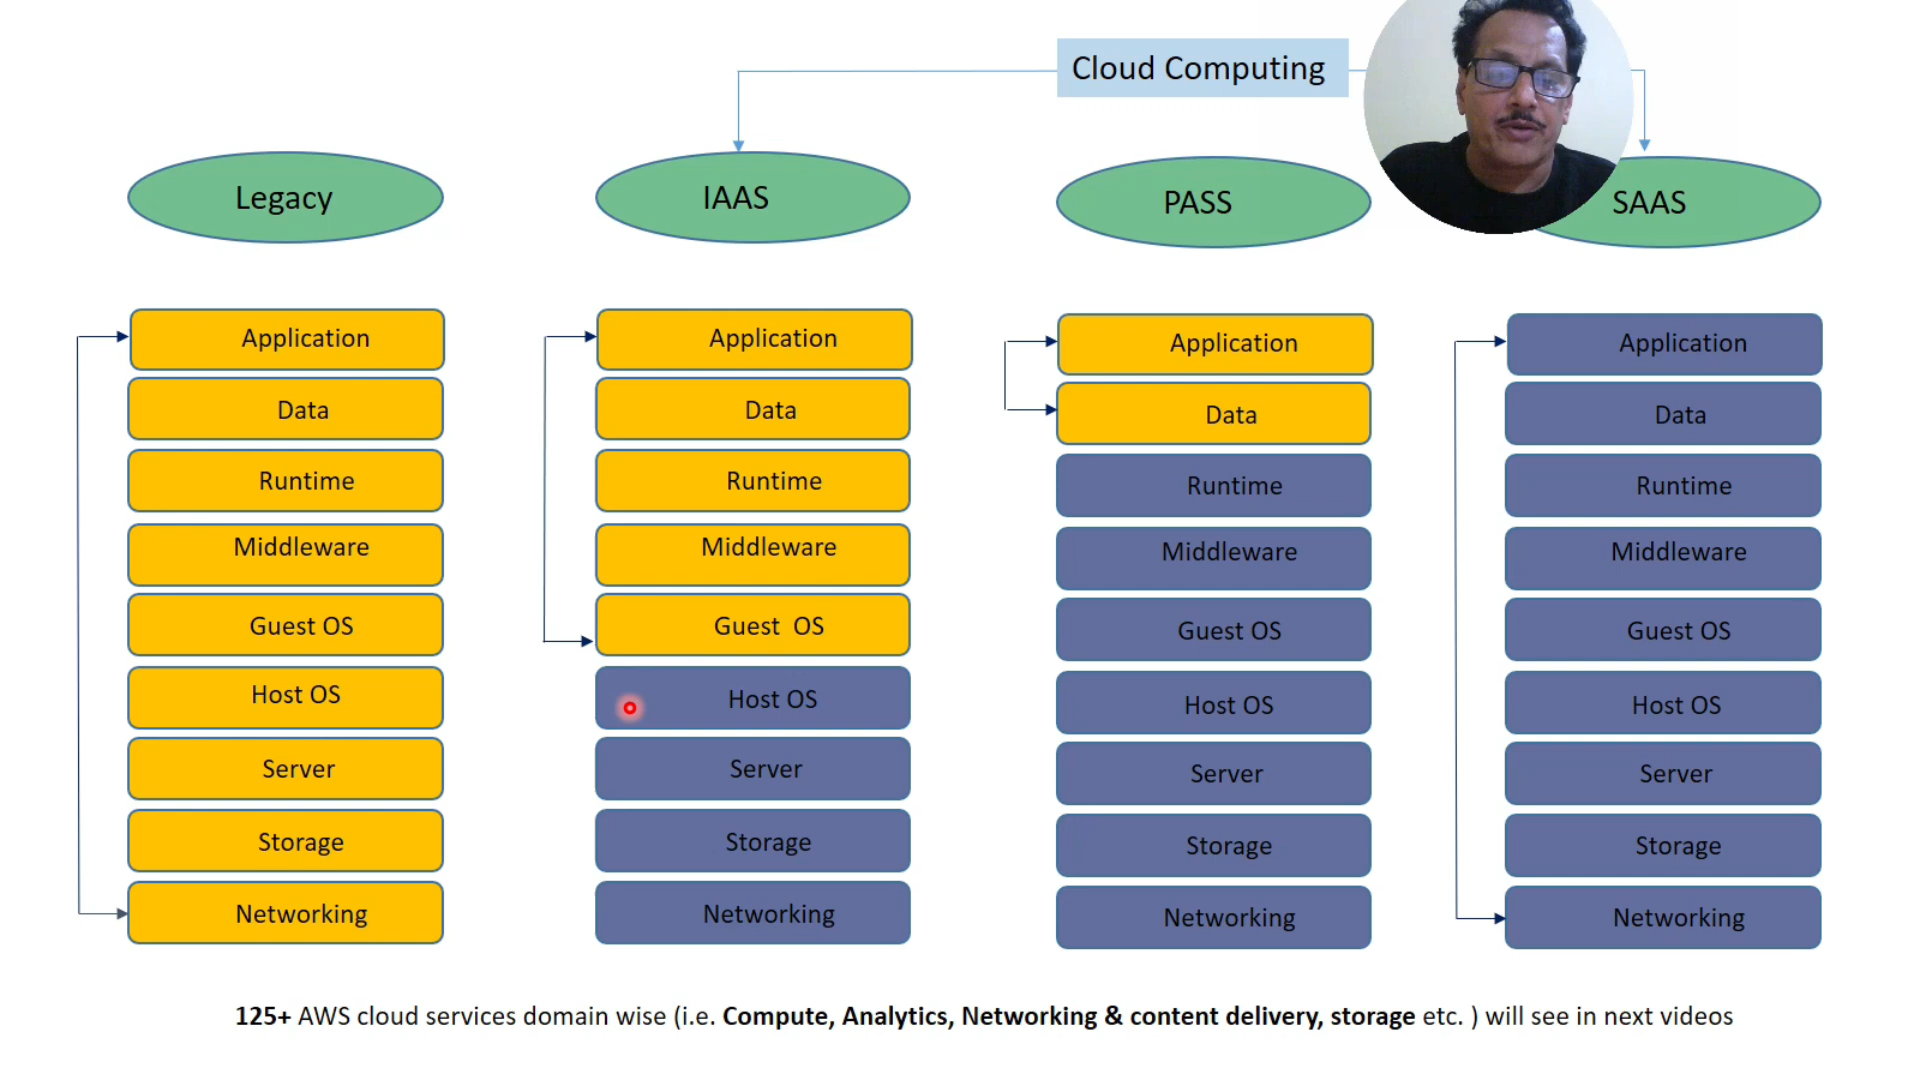 Cloud Computing
Legacy
IAAS
PASS
SAAS
Application
Data
Runtime
Middleware
Guest OS
Host OS
Server
Storage
Networking
Application
Data
Runtime
Middleware
Guest  OS
Host OS
Server
Storage
Networking
Application
Data
Runtime
Middleware
Guest OS
Host OS
Server
Storage
Networking
Application
Data
Runtime
Middleware
Guest OS
Host OS
Server
Storage
Networking
125+ AWS cloud services domain wise (i.e. Compute, Analytics, Networking & content delivery, storage etc. ) will see in next videos